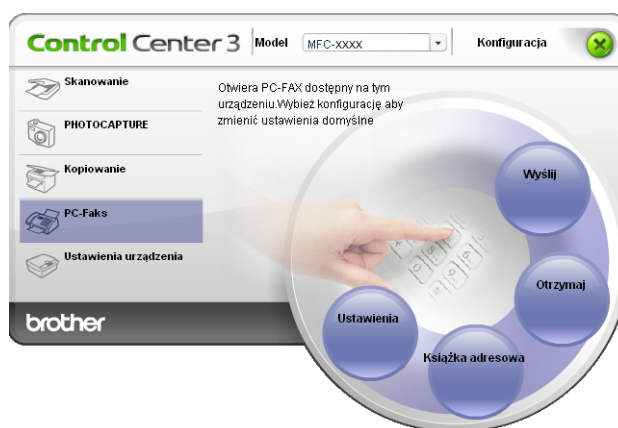 Control Center 3
Model
MFC-XXXX
Konfiguracja
Skanowanie
PHOTOCAPTURE
Kopiowanie
PC-Faks
Ustawienia urządzenia
Otwiera PC-FAX dostępny na tym
urządzeniu.Wybież konfigurację aby
zmienić ustawienia domyślne
Wyślij
Otrzymaj
Książka adresowa
Ustawienia
brother